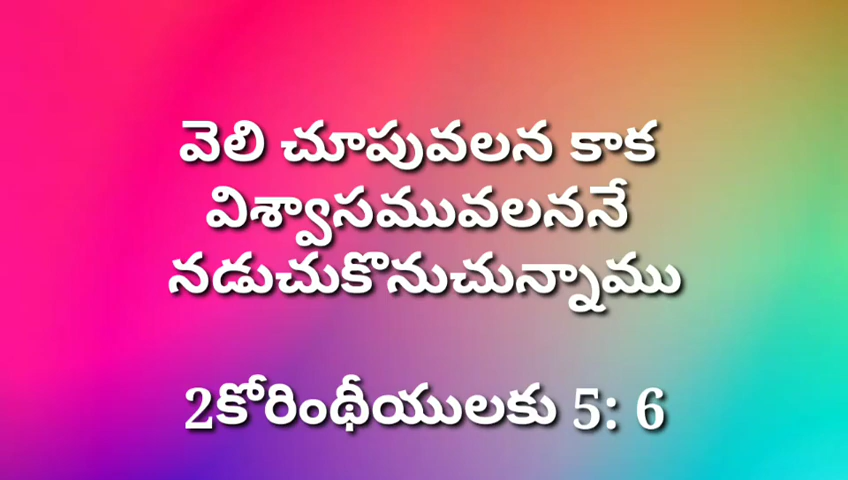 వెలి చూపువలన కాక
విశ్వాసమువలననే
నడుచుకొనుచున్నాము
2కోరింథీయులకు 5: 6